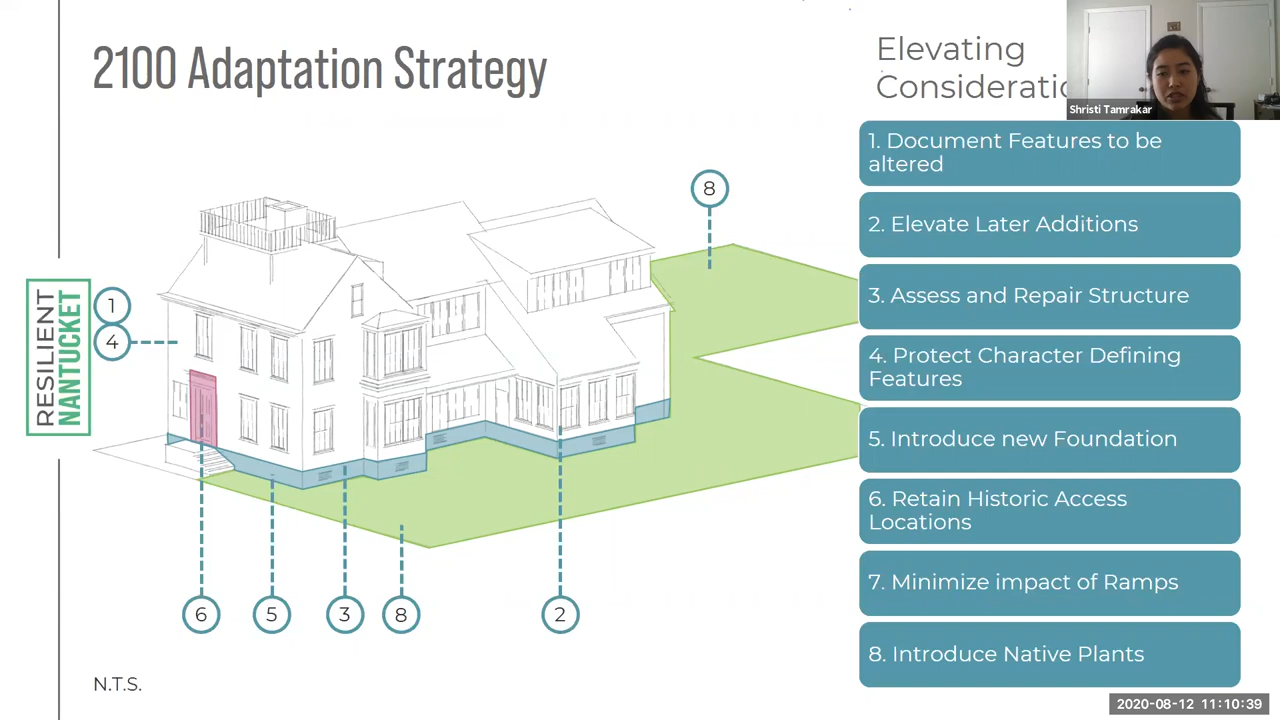 2100 Adaptation Strategy
Elevating
Shristi Tamrakar
1. Document Features to be
altered
2. Elevate Later Additions
3. Assess and Repair Structure
4. Protect Character Defining
Features
5. Introduce new Foundation
6. Retain Historic Access
Locations
7. Minimize impact of Ramps
8. Introduce Native Plants
RESILIENT
NANTUCKET
8
1
4
6
5
3
8
2
N.T.S.
2020-08-12 11:10:39